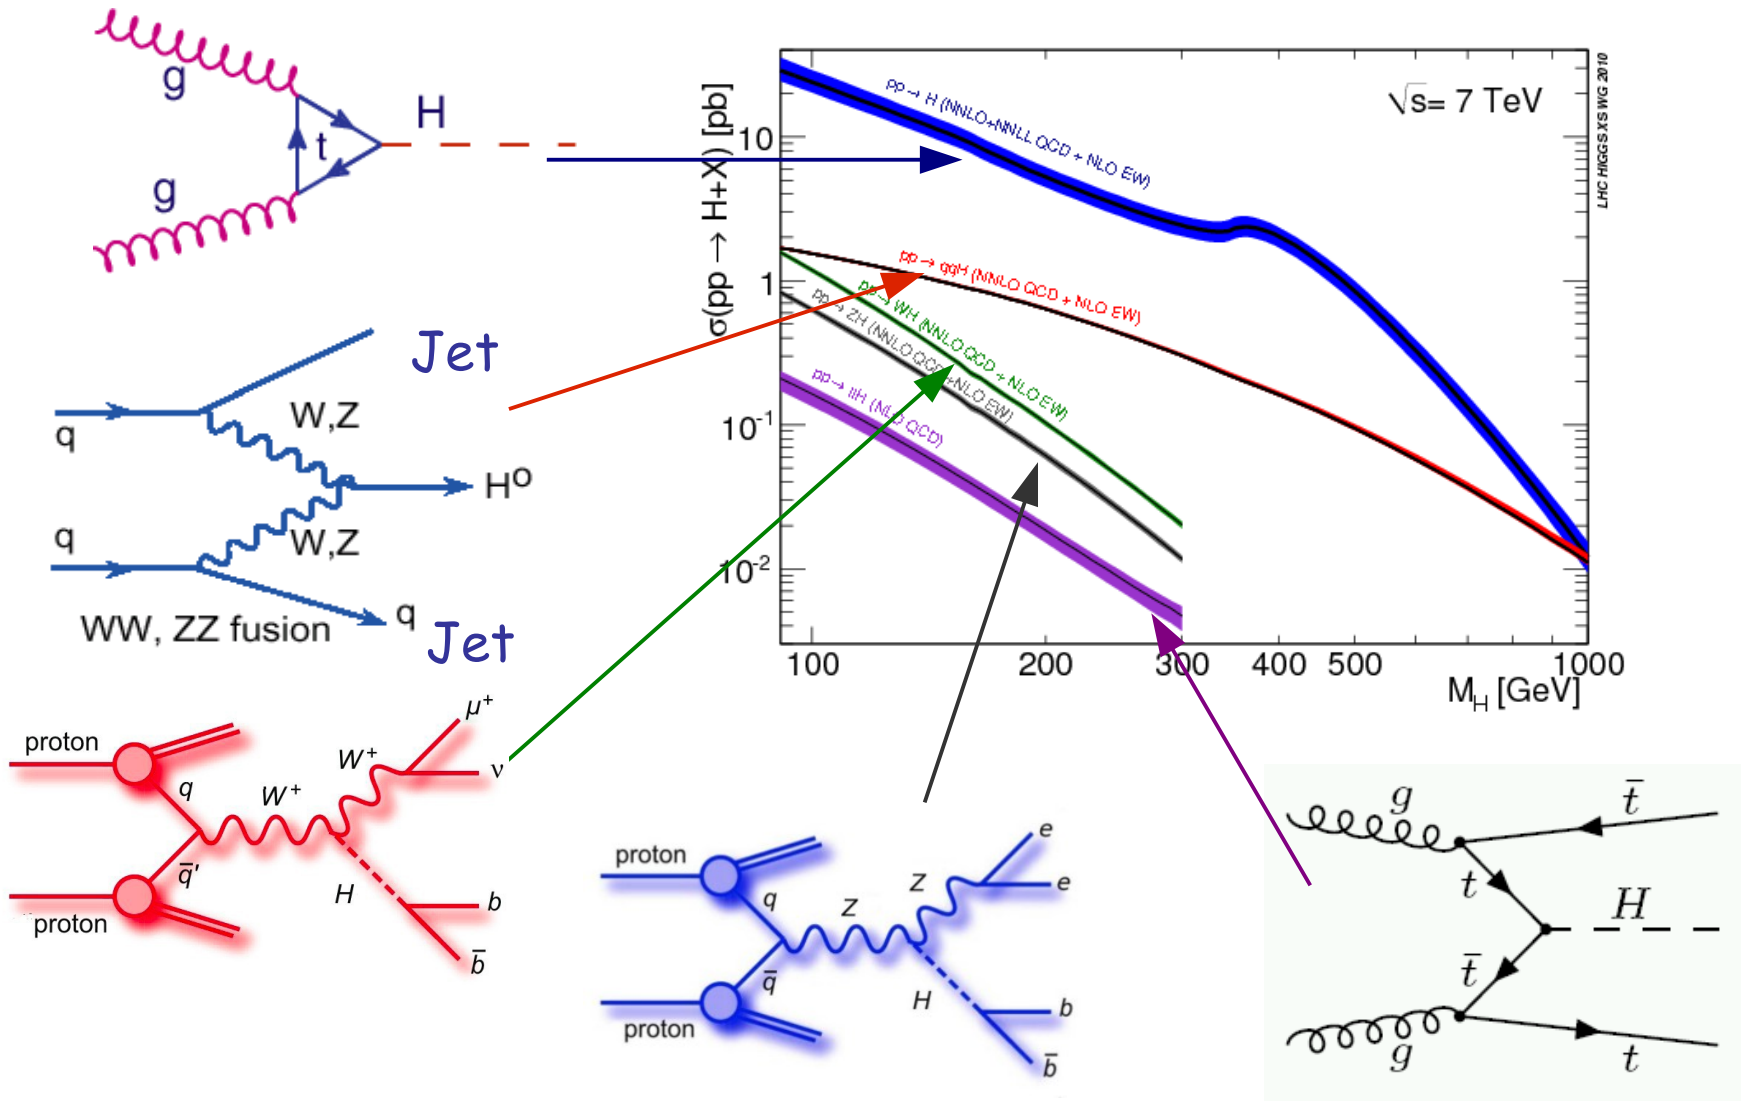 g
H
t
g
Jet
W,Z
q
H⁰
q
W,Z
WW, ZZ fusion
q
Jet
σ(pp → H+X) [pb]
10
1
10⁻¹
10⁻²
√s= 7 TeV
LHC HIGGS XS WG 2010
pp → H (NNLO+NNLL QCD + NLO EW)
pp → qqH (NNLO QCD + NLO EW)
pp → WH (NNLO QCD + NLO EW)
pp → ZH (NNLO QCD +NLO EW)
pp → ttH (NLO QCD)
100 200 300 400 500 1000
M_H [GeV]
proton
q
W⁺
W⁺
μ⁺
ν
q̄'
proton
H
b
b̄
proton
q
Z
Z
e
e
q̄
proton
H
b
b̄
g
t̄
t
H
t̄
g
t